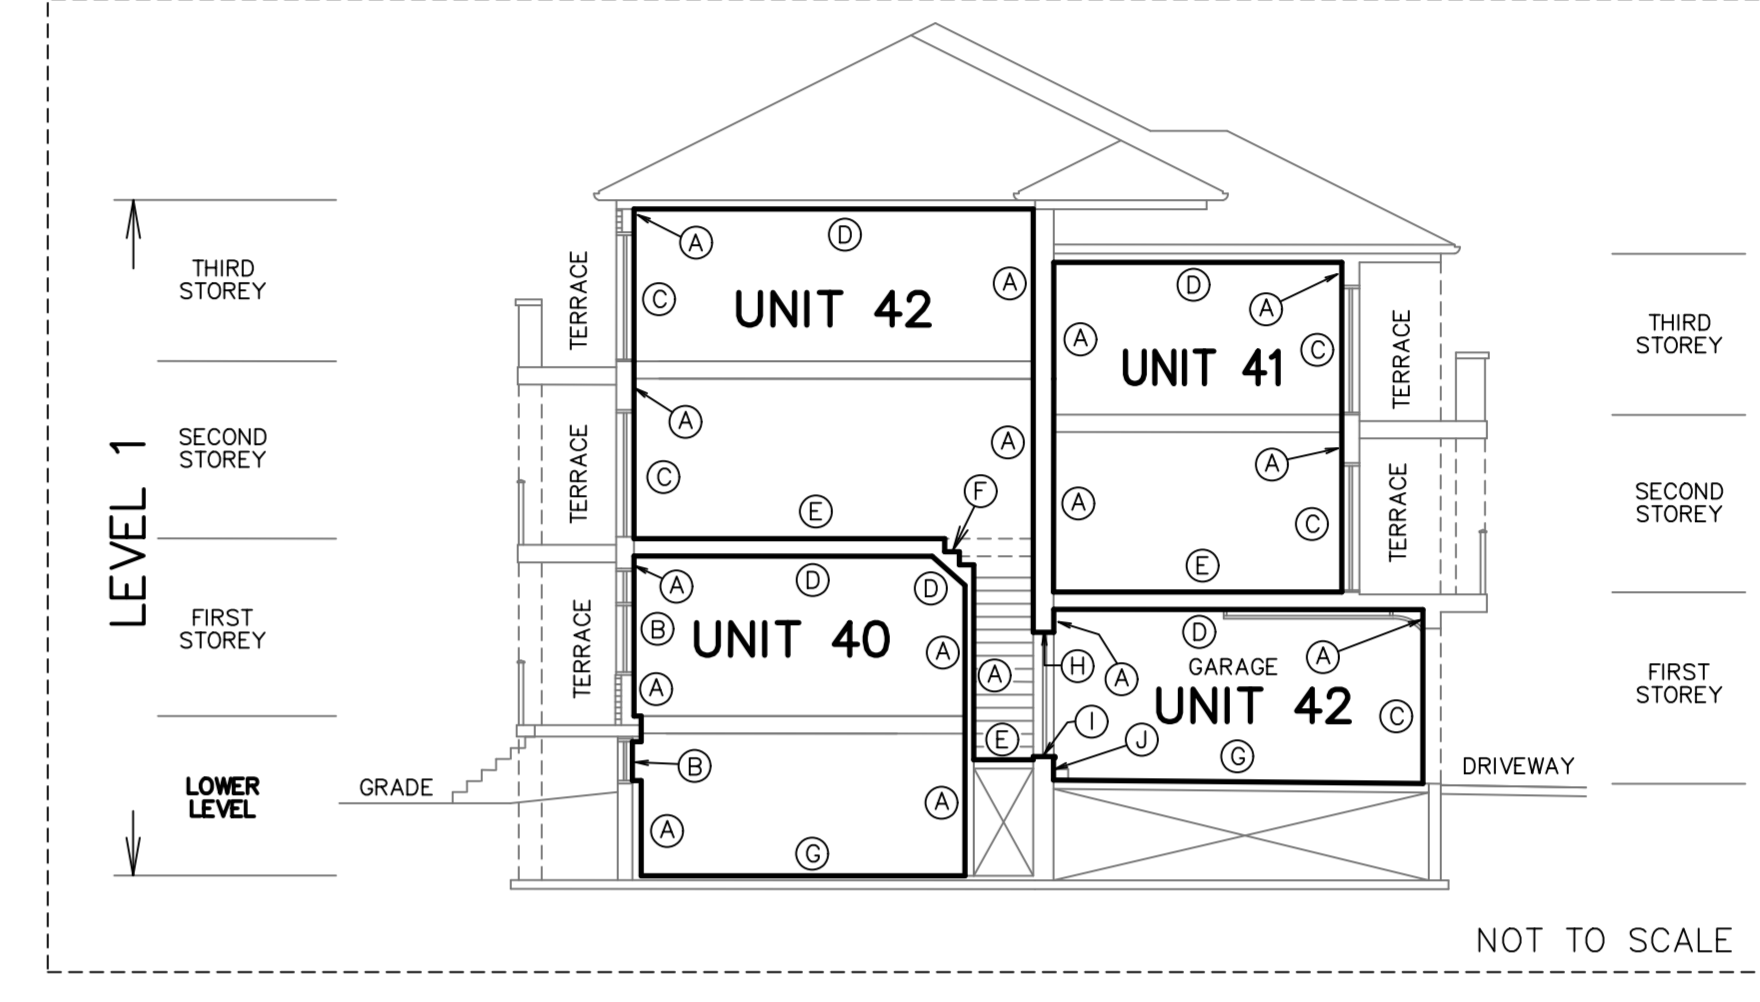 LEVEL 1
THIRD
STOREY
SECOND
STOREY
FIRST
STOREY
LOWER
LEVEL
GRADE
TERRACE
TERRACE
TERRACE
A
D
A
C
UNIT 42
A
A
C
E
F
A
D
D
B
UNIT 40
A
A
A
E
B
A
A
G
D
A
A
C
UNIT 41
A
A
C
E
D
A
H
A
GARAGE
UNIT 42
C
I
J
G
TERRACE
TERRACE
DRIVEWAY
THIRD
STOREY
SECOND
STOREY
FIRST
STOREY
NOT TO SCALE